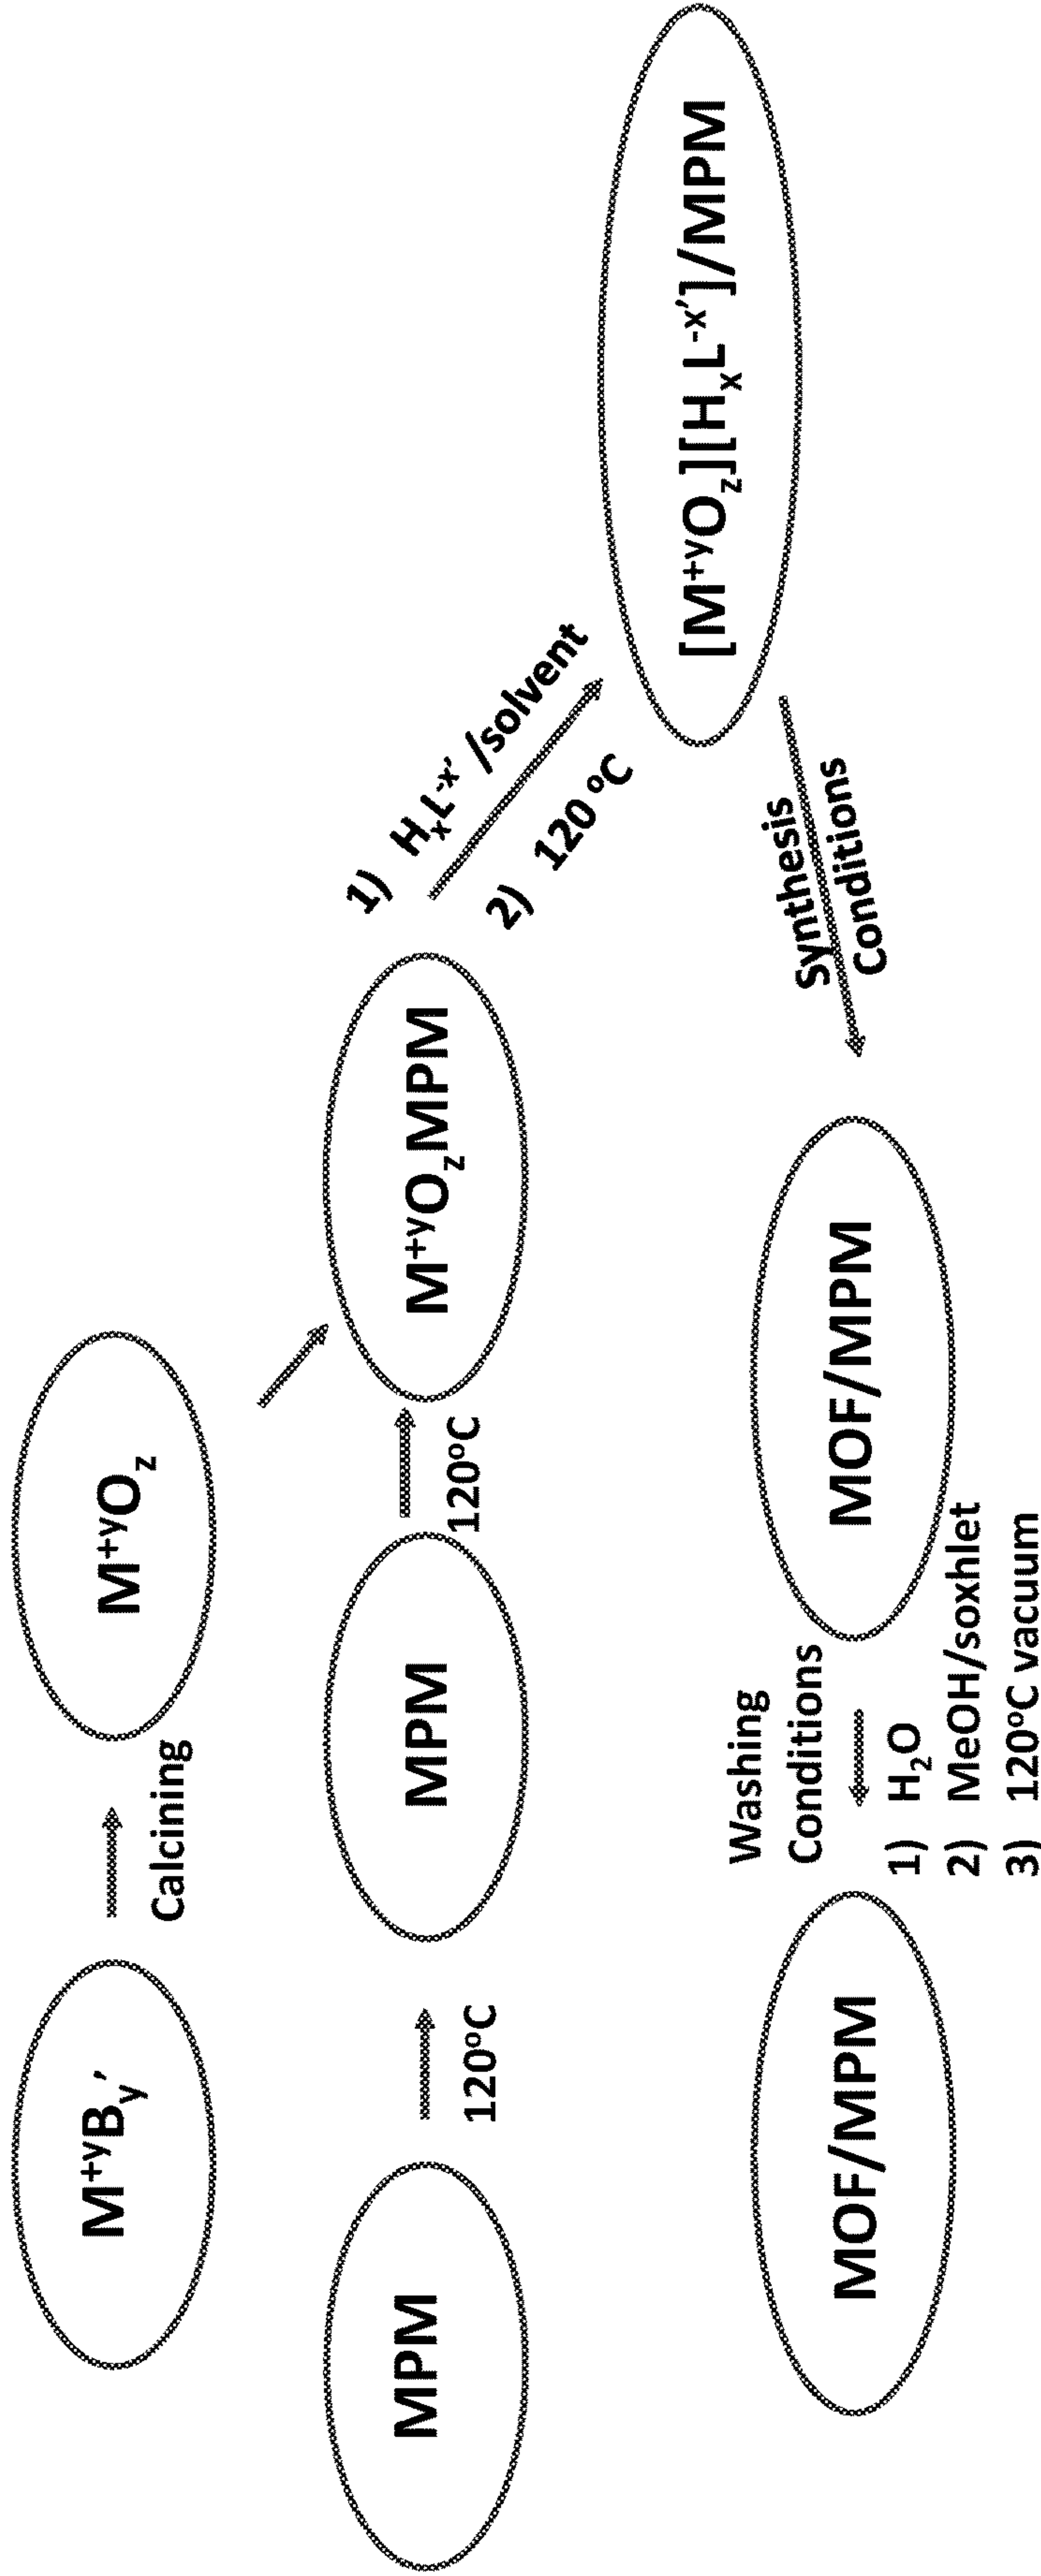 M⁺ʸBy’
Calcining
M⁺ʸOz
MPM
120°C
MPM
120°C
M⁺ʸOzMPM
1) HxL⁻ˣ’ /solvent
2) 120 °C
[M⁺ʸOz][HxL⁻ˣ’]/MPM
Synthesis
Conditions
MOF/MPM
Washing
Conditions
1) H₂O
2) MeOH/soxhlet
3) 120°C vacuum
MOF/MPM